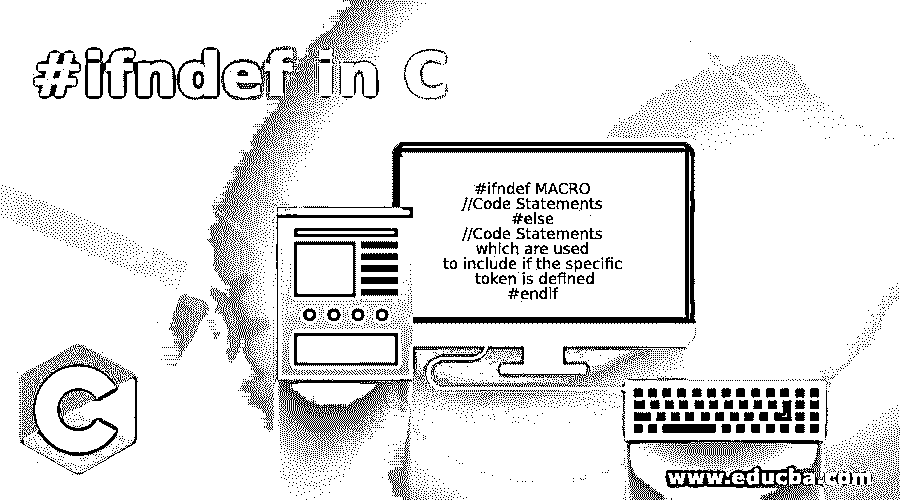 #ifndef in C
#ifndef MACRO
//Code Statements
#else
//Code Statements
which are used
to include if the specific
token is defined
#endif
C
www.educba.com